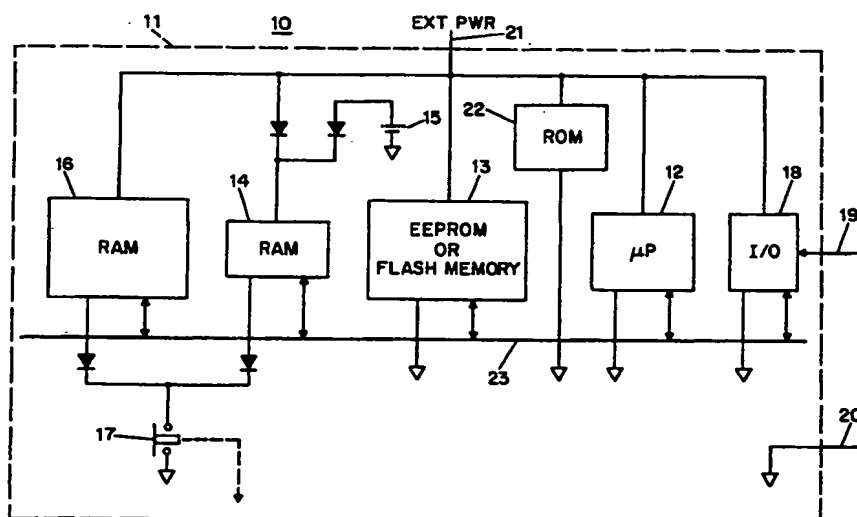 11
10
EXT PWR
21
15
22
ROM
16
14
13
12
18
19
RAM
RAM
EEPROM
OR
FLASH MEMORY
μP
I/O
23
17
20